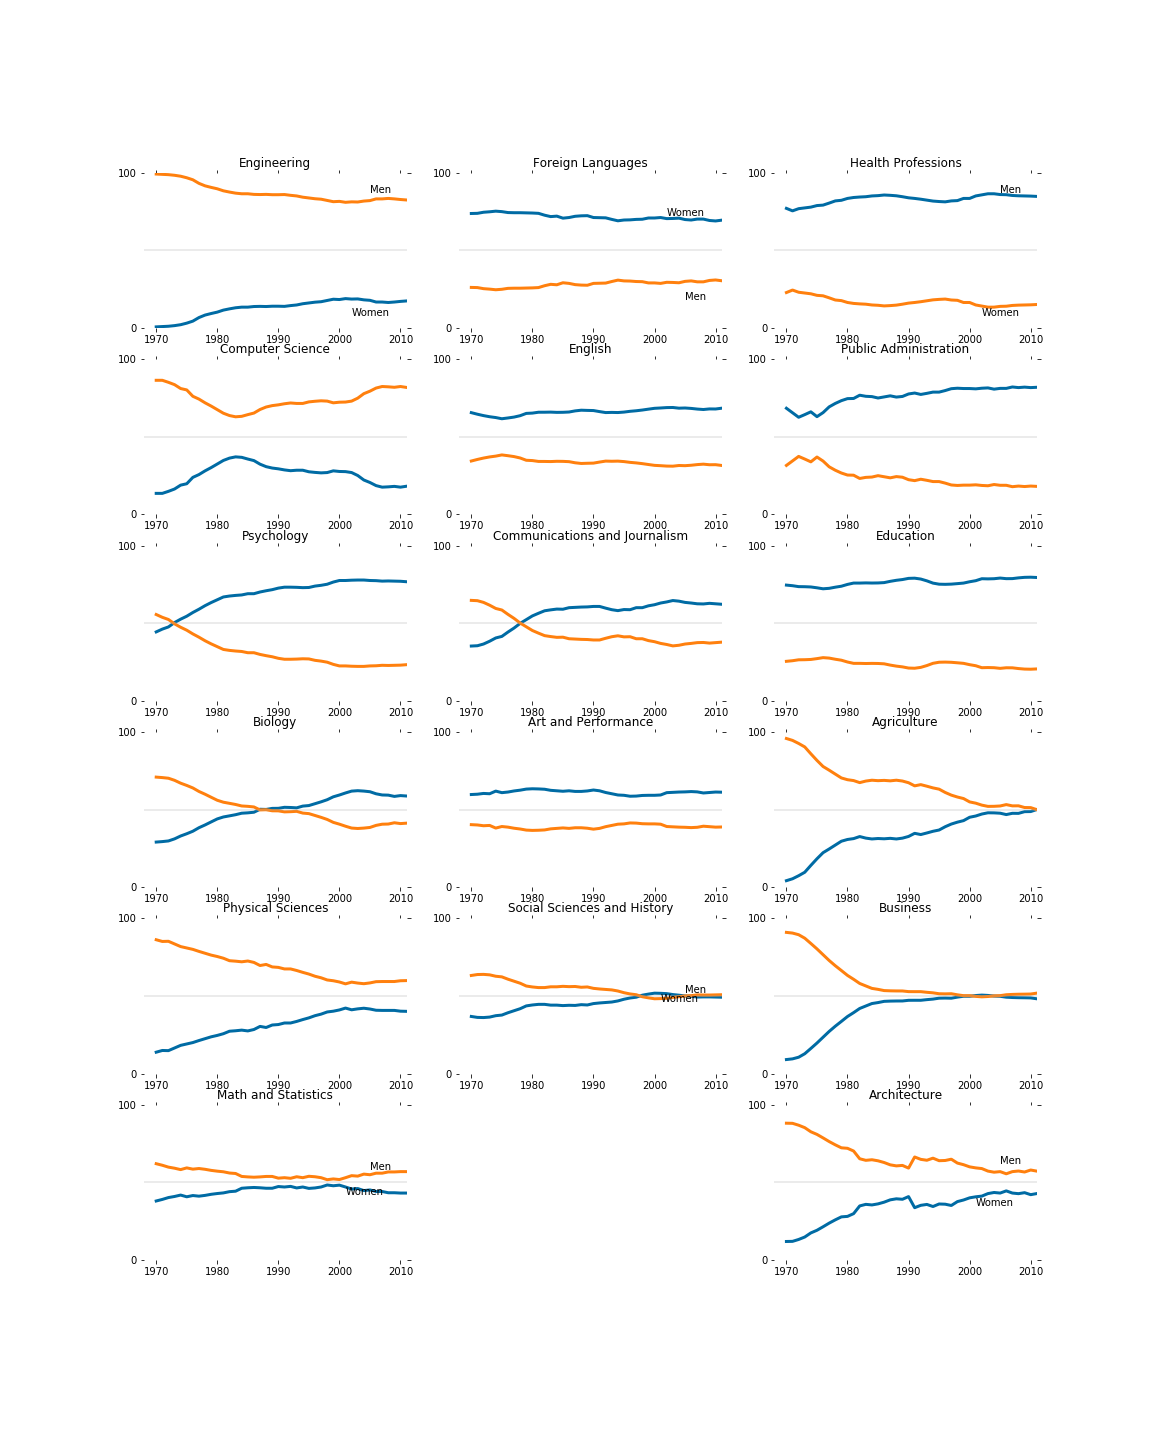 Engineering Foreign Languages Health Professions
100 100 100
Men Women Men
Women Men Women
0 0 0
1970 1980 1990 2000 2010 1970 1980 1990 2000 2010 1970 1980 1990 2000 2010
Computer Science English Public Administration
100 100 100
0 0 0
1970 1980 1990 2000 2010 1970 1980 1990 2000 2010 1970 1980 1990 2000 2010
Psychology Communications and Journalism Education
100 100 100
0 0 0
1970 1980 1990 2000 2010 1970 1980 1990 2000 2010 1970 1980 1990 2000 2010
Biology Art and Performance Agriculture
100 100 100
0 0 0
1970 1980 1990 2000 2010 1970 1980 1990 2000 2010 1970 1980 1990 2000 2010
Physical Sciences Social Sciences and History Business
100 100 100
Men
Women
0 0 0
1970 1980 1990 2000 2010 1970 1980 1990 2000 2010 1970 1980 1990 2000 2010
Math and Statistics Architecture
100 100
Men Men
Women Women
0 0
1970 1980 1990 2000 2010 1970 1980 1990 2000 2010